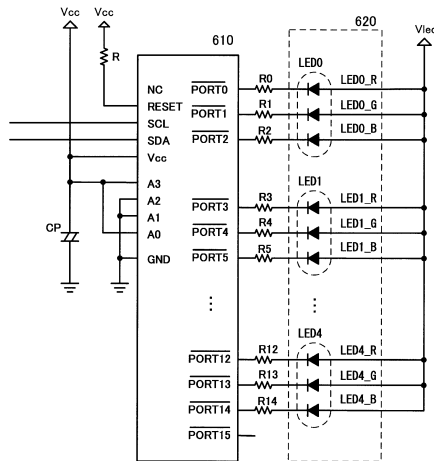 Vcc Vcc 610 620 Vled
R
LED0
NC PORT0 R0 LED0_R
RESET PORT1 R1 LED0_G
SCL
SDA PORT2 R2 LED0_B
Vcc
A3 LED1
A2 PORT3 R3 LED1_R
A1
CP A0 PORT4 R4 LED1_G
GND PORT5 R5 LED1_B
LED4
PORT12 R12 LED4_R
PORT13 R13 LED4_G
PORT14 R14 LED4_B
PORT15